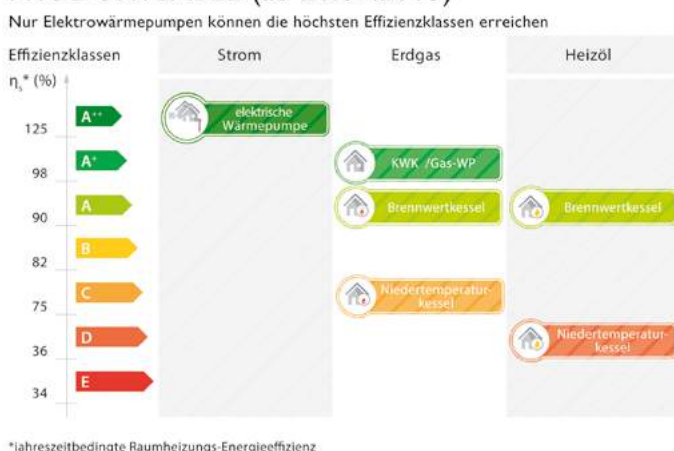 Nur Elektrowärmepumpen können die höchsten Effizienzklassen erreichen
Effizienzklassen
Strom
Erdgas
Heizöl
ηs* (%)
A++
elektrische
Wärmepumpe
125
A+
KWK /Gas-WP
98
A
Brennwertkessel
Brennwertkessel
90
B
82
C
Niedertemperatur-
kessel
75
D
Niedertemperatur-
kessel
36
E
34
*jahreszeitbedingte Raumheizungs-Energieeffizienz